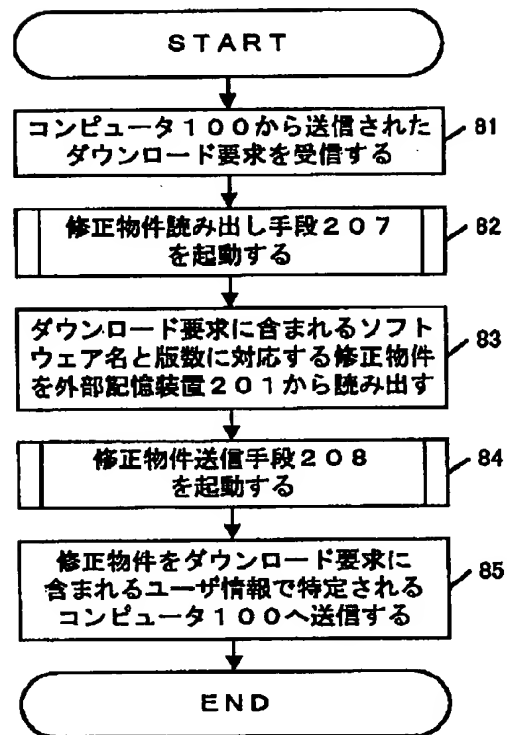 START
コンピュータ100から送信された
ダウンロード要求を受信する
81
修正物件読み出し手段207
を起動する
82
ダウンロード要求に含まれるソフト
ウェア名と版数に対応する修正物件
を外部記憶装置201から読み出す
83
修正物件送信手段208
を起動する
84
修正物件をダウンロード要求に
含まれるユーザ情報で特定される
コンピュータ100へ送信する
85
END